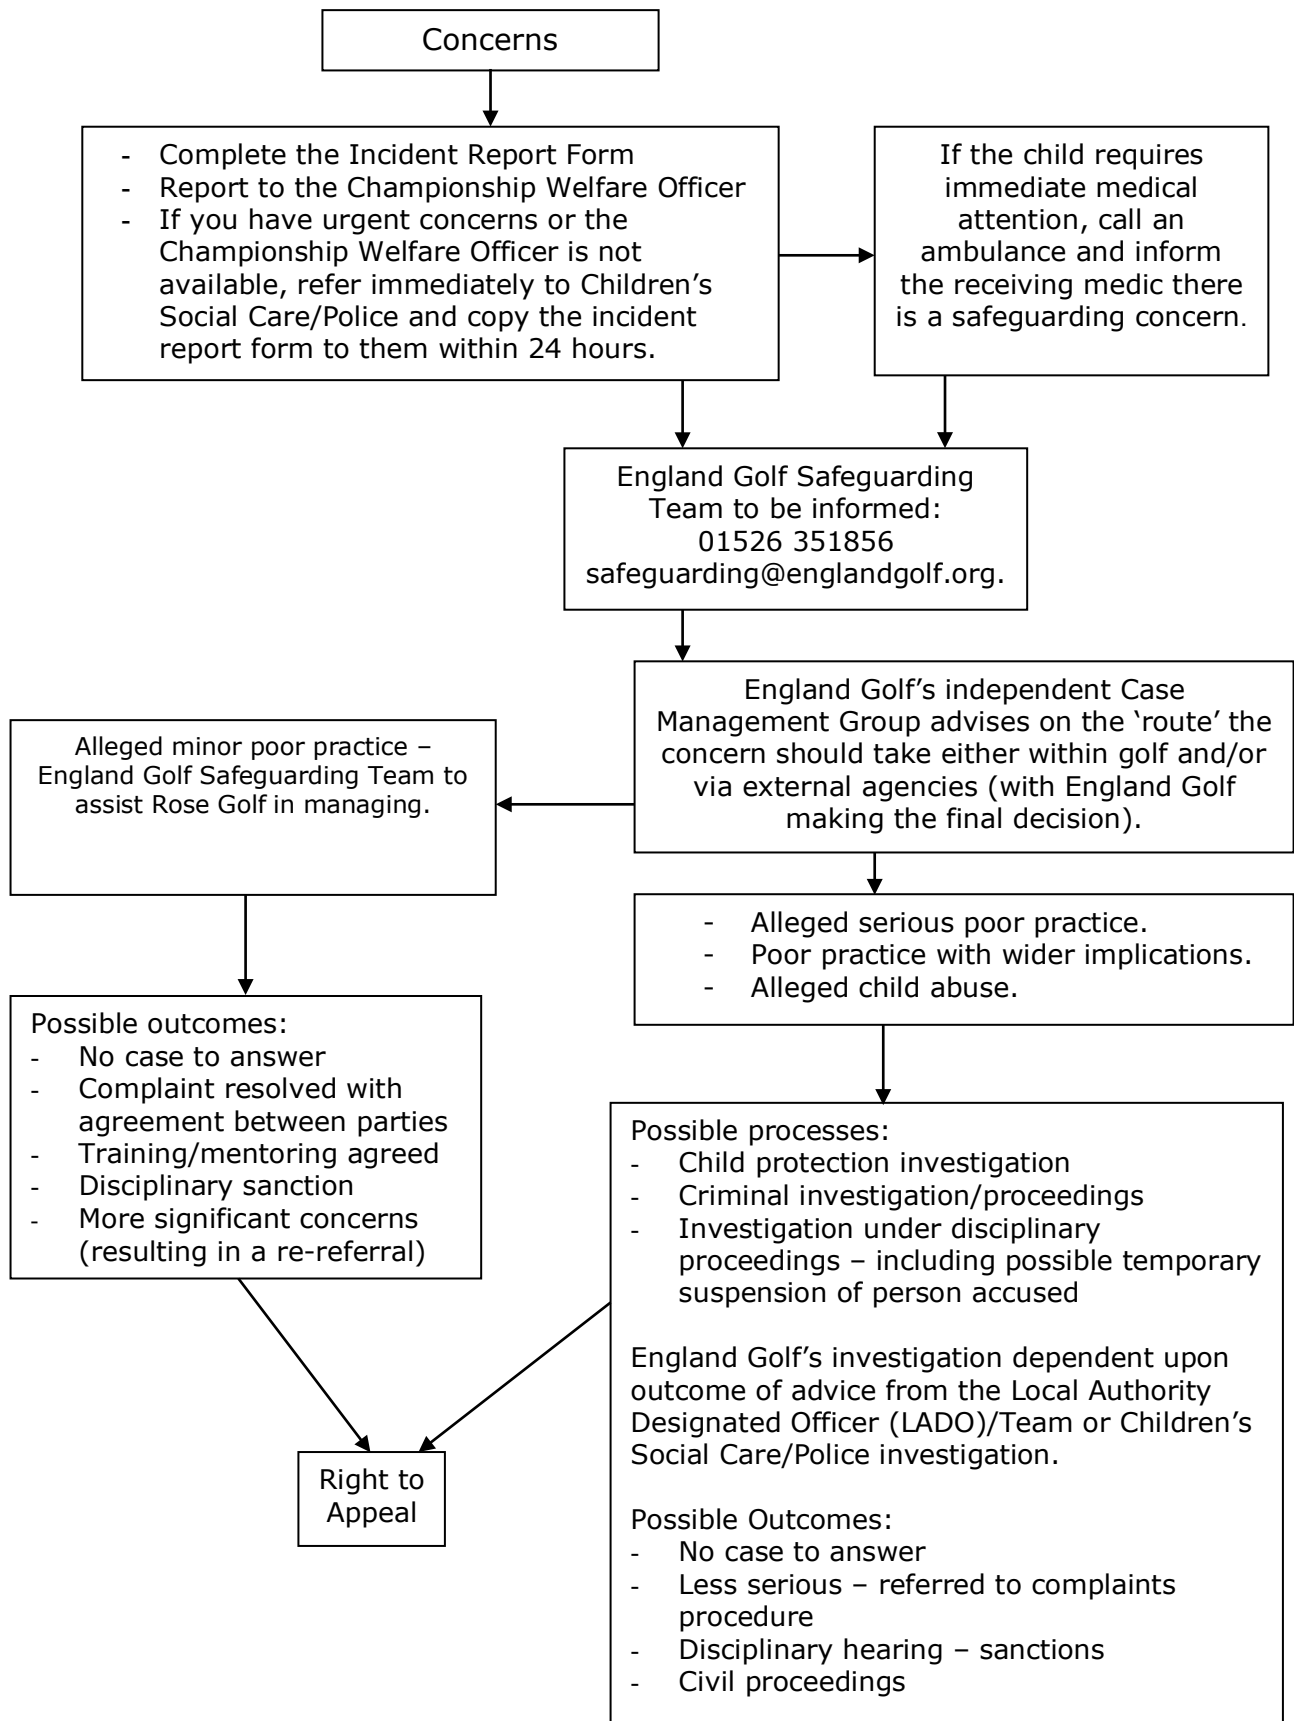 Concerns
- Complete the Incident Report Form
- Report to the Championship Welfare Officer
- If you have urgent concerns or the
Championship Welfare Officer is not
available, refer immediately to Children’s
Social Care/Police and copy the incident
report form to them within 24 hours.
If the child requires
immediate medical
attention, call an
ambulance and inform
the receiving medic there
is a safeguarding concern.
England Golf Safeguarding
Team to be informed:
01526 351856
safeguarding@englandgolf.org.
England Golf’s independent Case
Management Group advises on the ‘route’ the
concern should take either within golf and/or
via external agencies (with England Golf
making the final decision).
Alleged minor poor practice –
England Golf Safeguarding Team to
assist Rose Golf in managing.
- Alleged serious poor practice.
- Poor practice with wider implications.
- Alleged child abuse.
Possible outcomes:
- No case to answer
- Complaint resolved with
agreement between parties
- Training/mentoring agreed
- Disciplinary sanction
- More significant concerns
(resulting in a re-referral)
Possible processes:
- Child protection investigation
- Criminal investigation/proceedings
- Investigation under disciplinary
proceedings – including possible temporary
suspension of person accused
England Golf’s investigation dependent upon
outcome of advice from the Local Authority
Designated Officer (LADO)/Team or Children’s
Social Care/Police investigation.
Possible Outcomes:
- No case to answer
- Less serious – referred to complaints
procedure
- Disciplinary hearing – sanctions
- Civil proceedings
Right to
Appeal